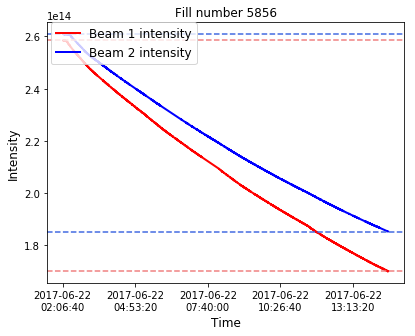 Fill number 5856
1e14
Beam 1 intensity
Beam 2 intensity
2.6
2.4
2.2
2.0
1.8
Intensity
2017-06-22 2017-06-22 2017-06-22 2017-06-22 2017-06-22
02:06:40 04:53:20 07:40:00 10:26:40 13:13:20
Time